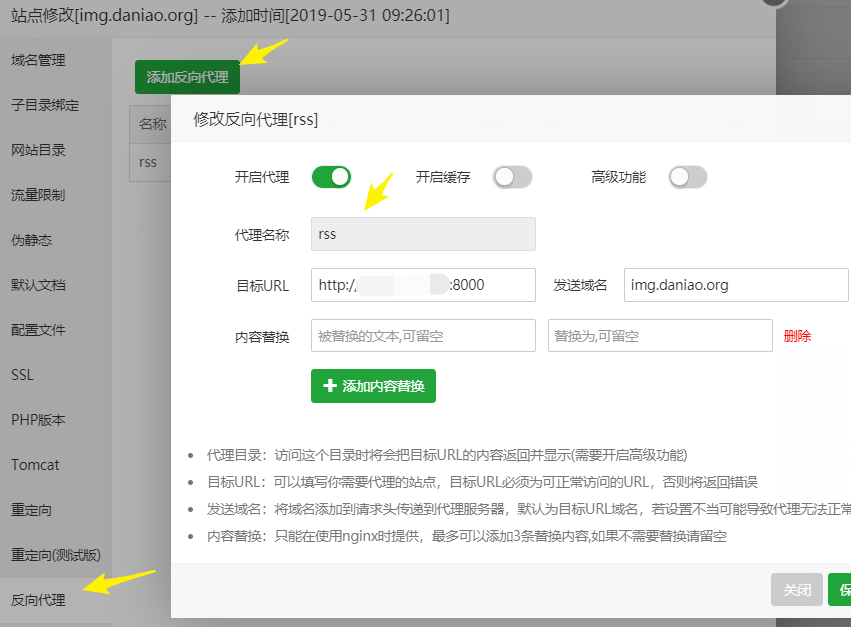 站点修改[img.daniao.org] -- 添加时间[2019-05-31 09:26:01]
域名管理
子目录绑定
网站目录
流量限制
伪静态
默认文档
配置文件
SSL
PHP版本
Tomcat
重定向
重定向(测试版)
反向代理
添加反向代理
名称
rss
修改反向代理[rss]
开启代理 开启缓存 高级功能
代理名称 rss
目标URL http:/ :8000 发送域名 img.daniao.org
内容替换 被替换的文本,可留空 替换为,可留空 删除
添加内容替换
代理目录：访问这个目录时将会把目标URL的内容返回并显示(需要开启高级功能)
目标URL：可以填写你需要代理的站点，目标URL必须为可正常访问的URL，否则将返回错误
发送域名：将域名添加到请求头传递到代理服务器，默认为目标URL域名，若设置不当可能导致代理无法正常
内容替换：只能在使用nginx时提供，最多可以添加3条替换内容,如果不需要替换请留空
关闭